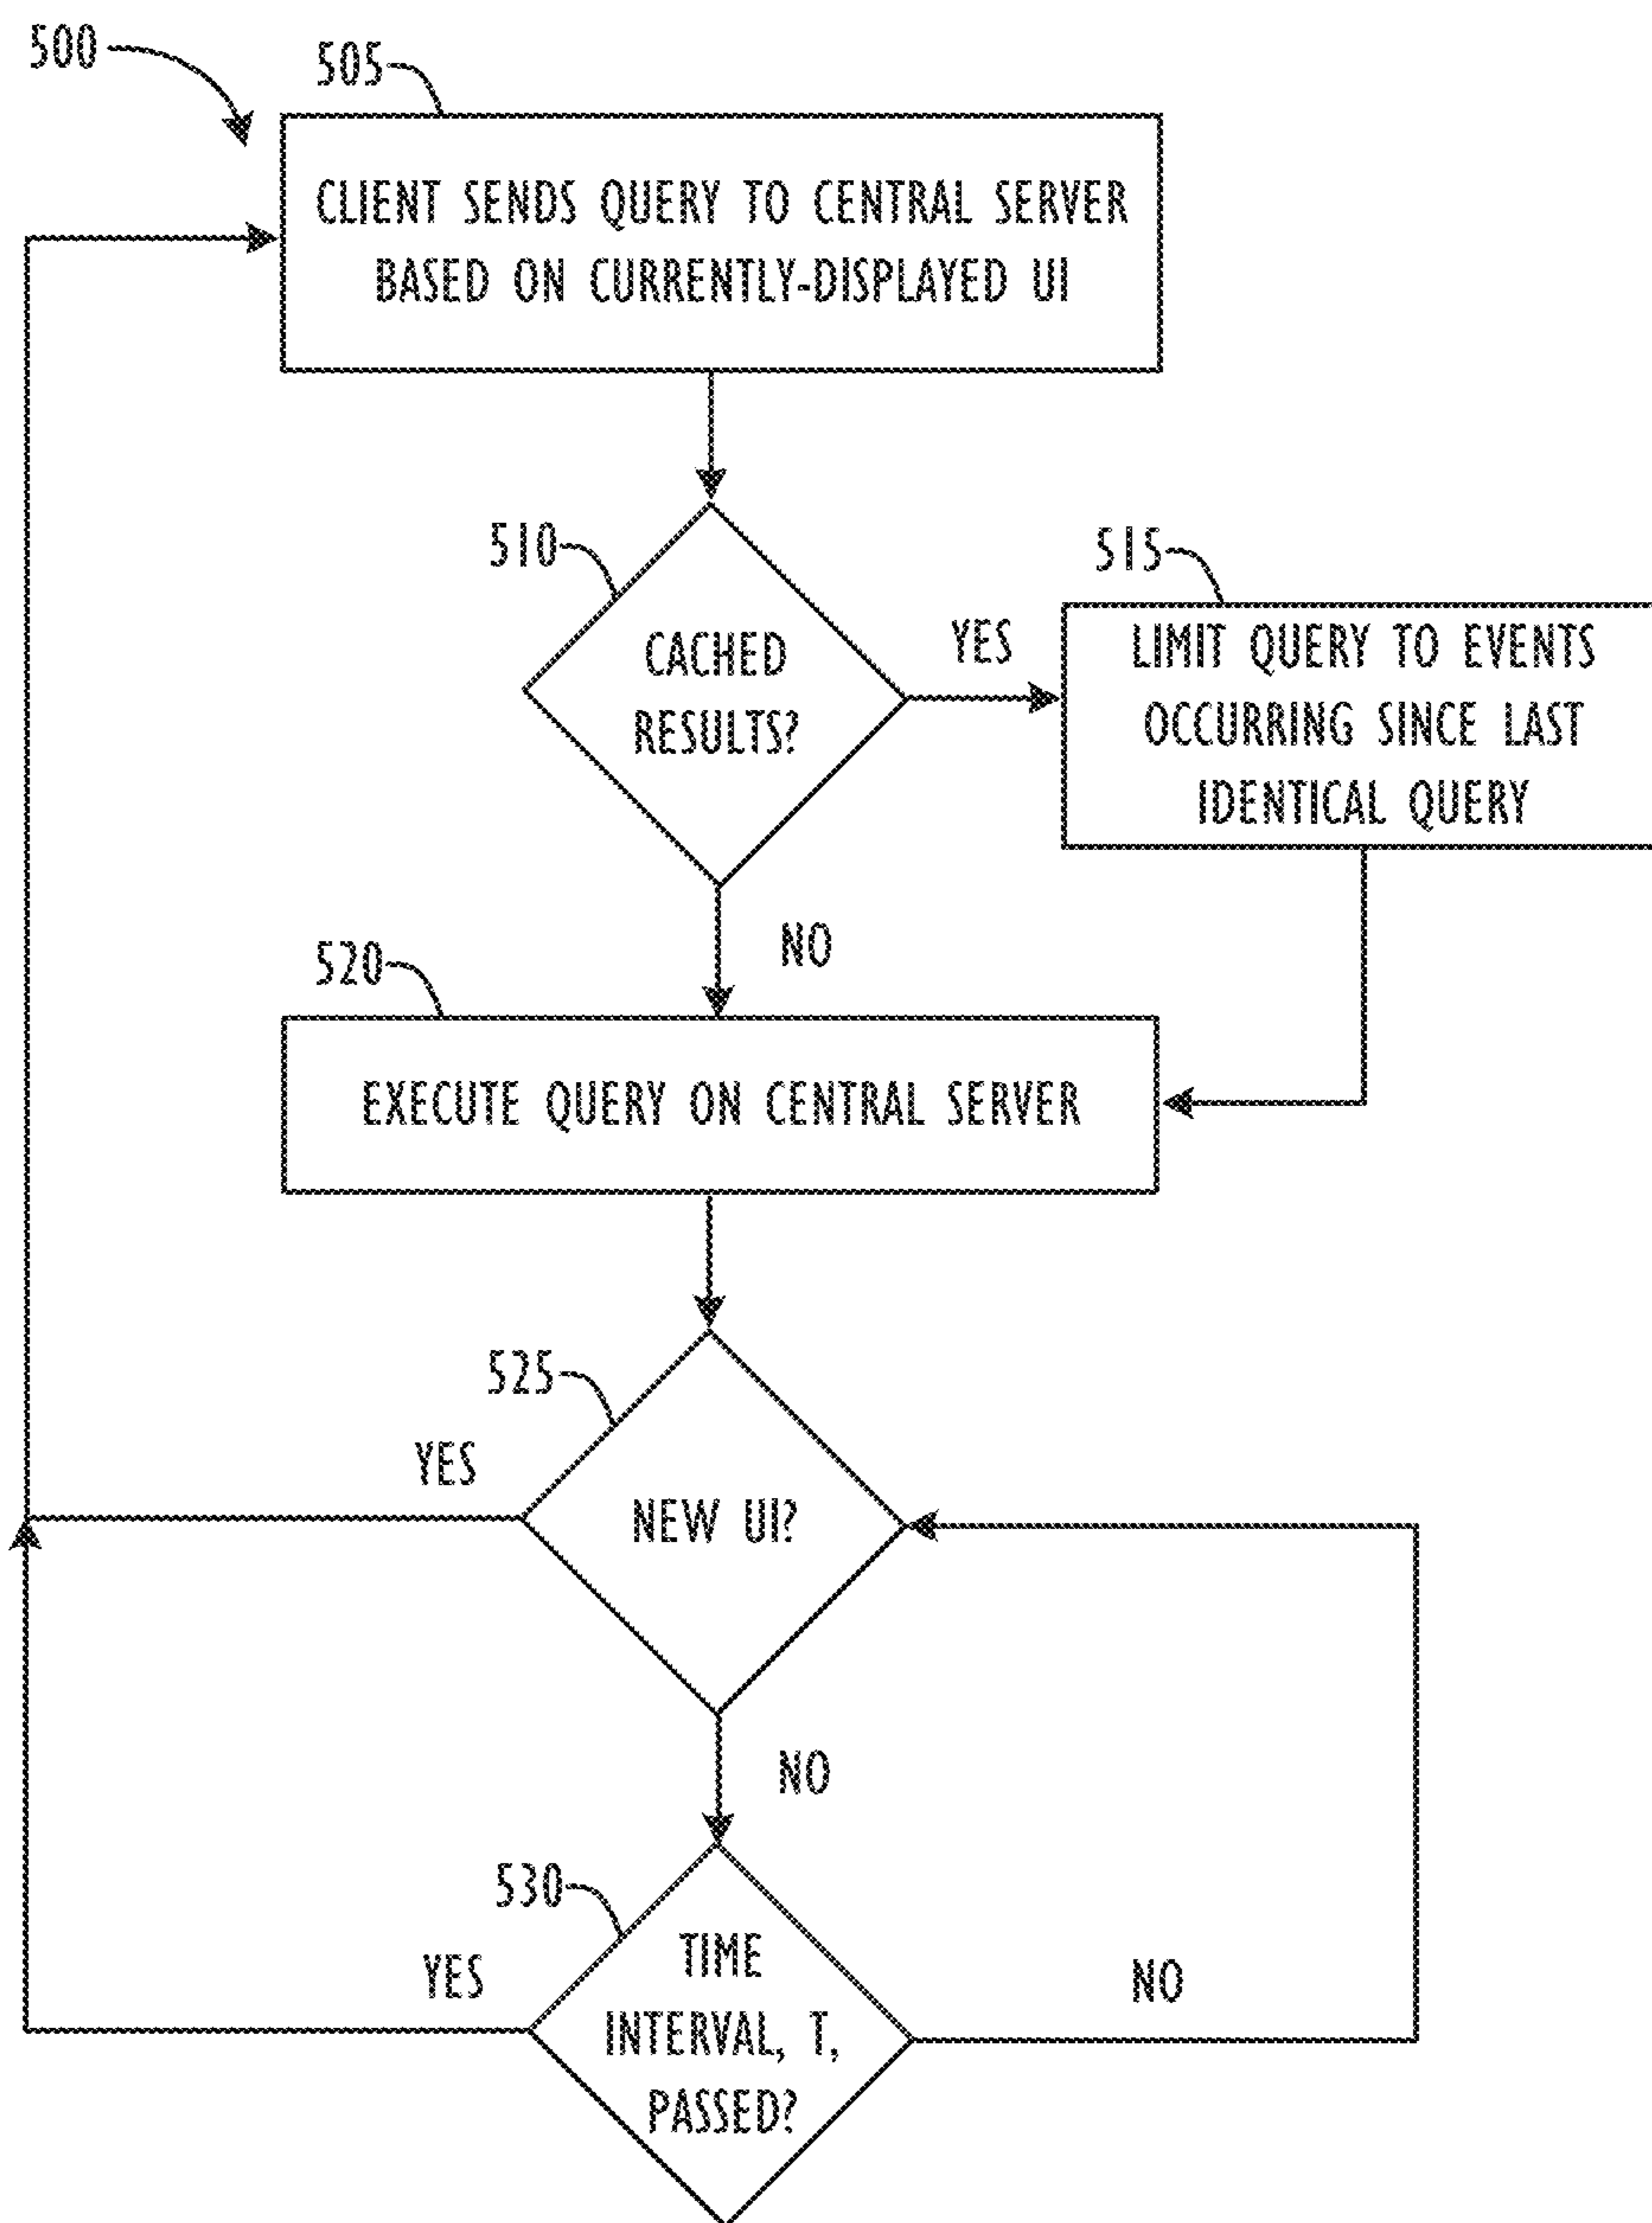 500
505
CLIENT SENDS QUERY TO CENTRAL SERVER
BASED ON CURRENTLY-DISPLAYED UI
510
CACHED
RESULTS?
YES
515
LIMIT QUERY TO EVENTS
OCCURRING SINCE LAST
IDENTICAL QUERY
NO
520
EXECUTE QUERY ON CENTRAL SERVER
525
YES
NEW UI?
NO
530
YES
TIME
INTERVAL, T,
PASSED?
NO